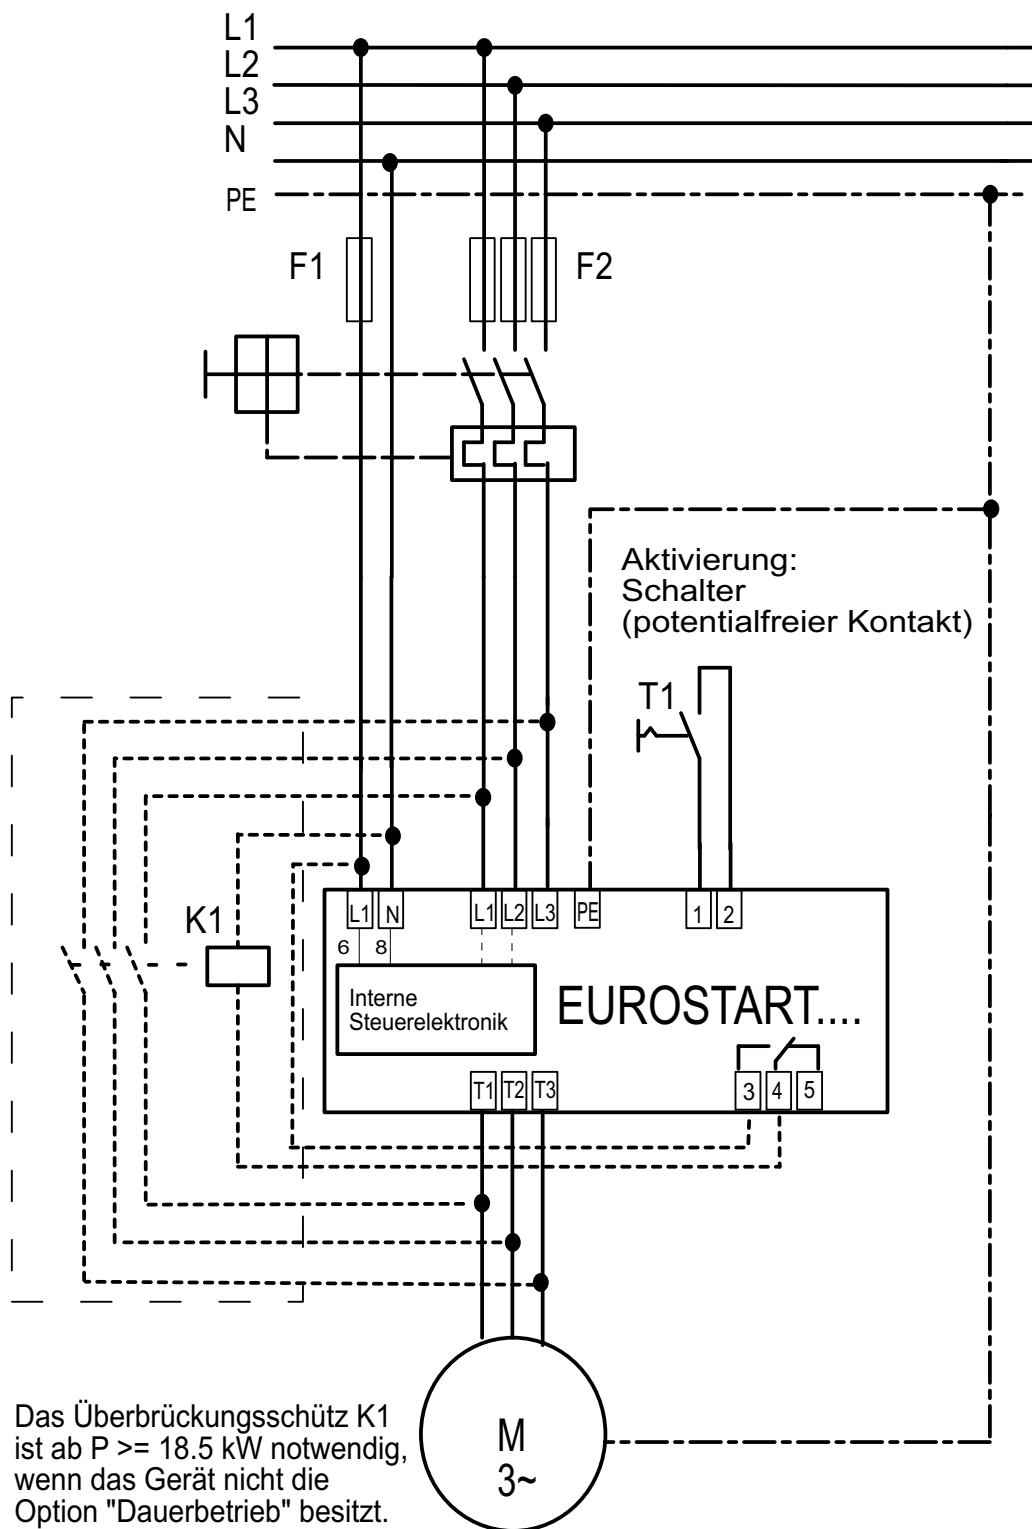 L1
L2
L3
N
PE
F1
F2
Aktivierung:
Schalter
(potentialfreier Kontakt)
T1
K1
L1 N L1 L2 L3 PE 1 2
6 8
Interne
Steuerelektronik
EUROSTART....
T1 T2 T3 3 4 5
Das Überbrückungsschütz K1
ist ab P >= 18.5 kW notwendig,
wenn das Gerät nicht die
Option "Dauerbetrieb" besitzt.
M
3~